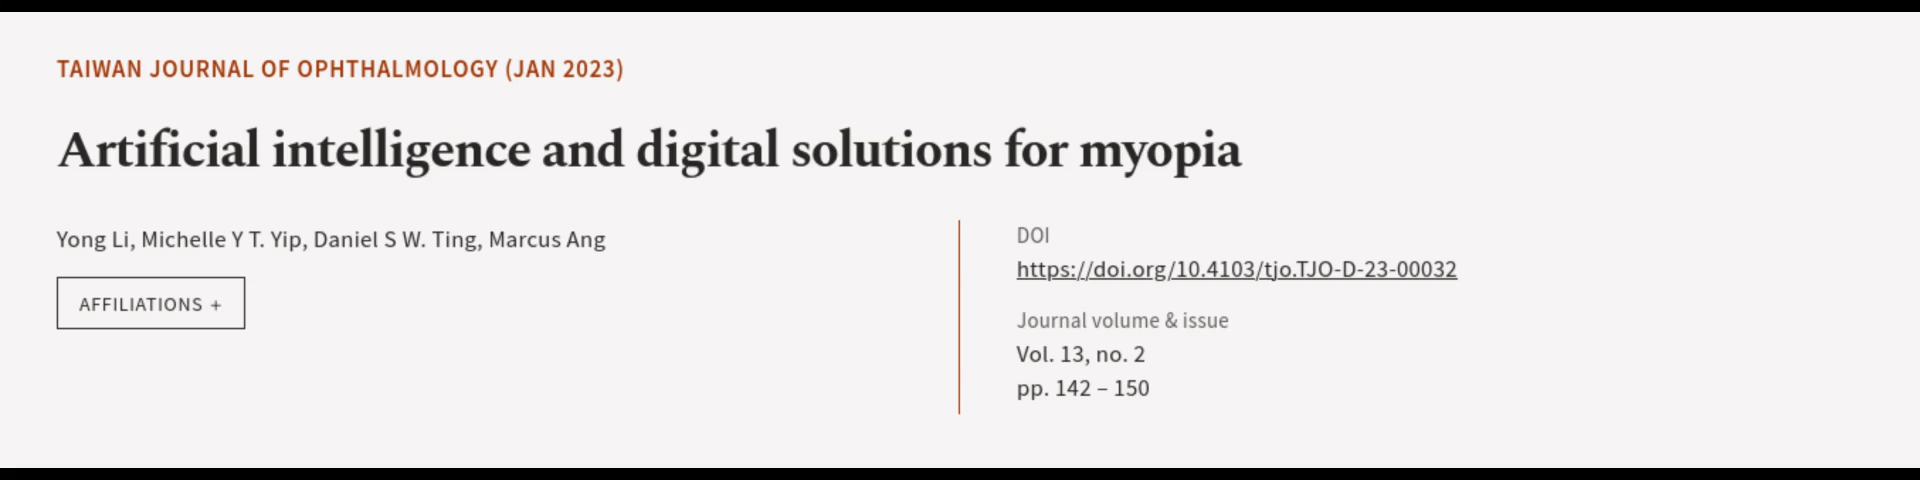 TAIWAN JOURNAL OF OPHTHALMOLOGY (JAN 2023)
Artificial intelligence and digital solutions for myopia
Yong Li, Michelle Y T. Yip, Daniel S W. Ting, Marcus Ang
AFFILIATIONS +
DOI
https://doi.org/10.4103/tjo.TJO-D-23-00032
Journal volume & issue
Vol. 13, no. 2
pp. 142 – 150